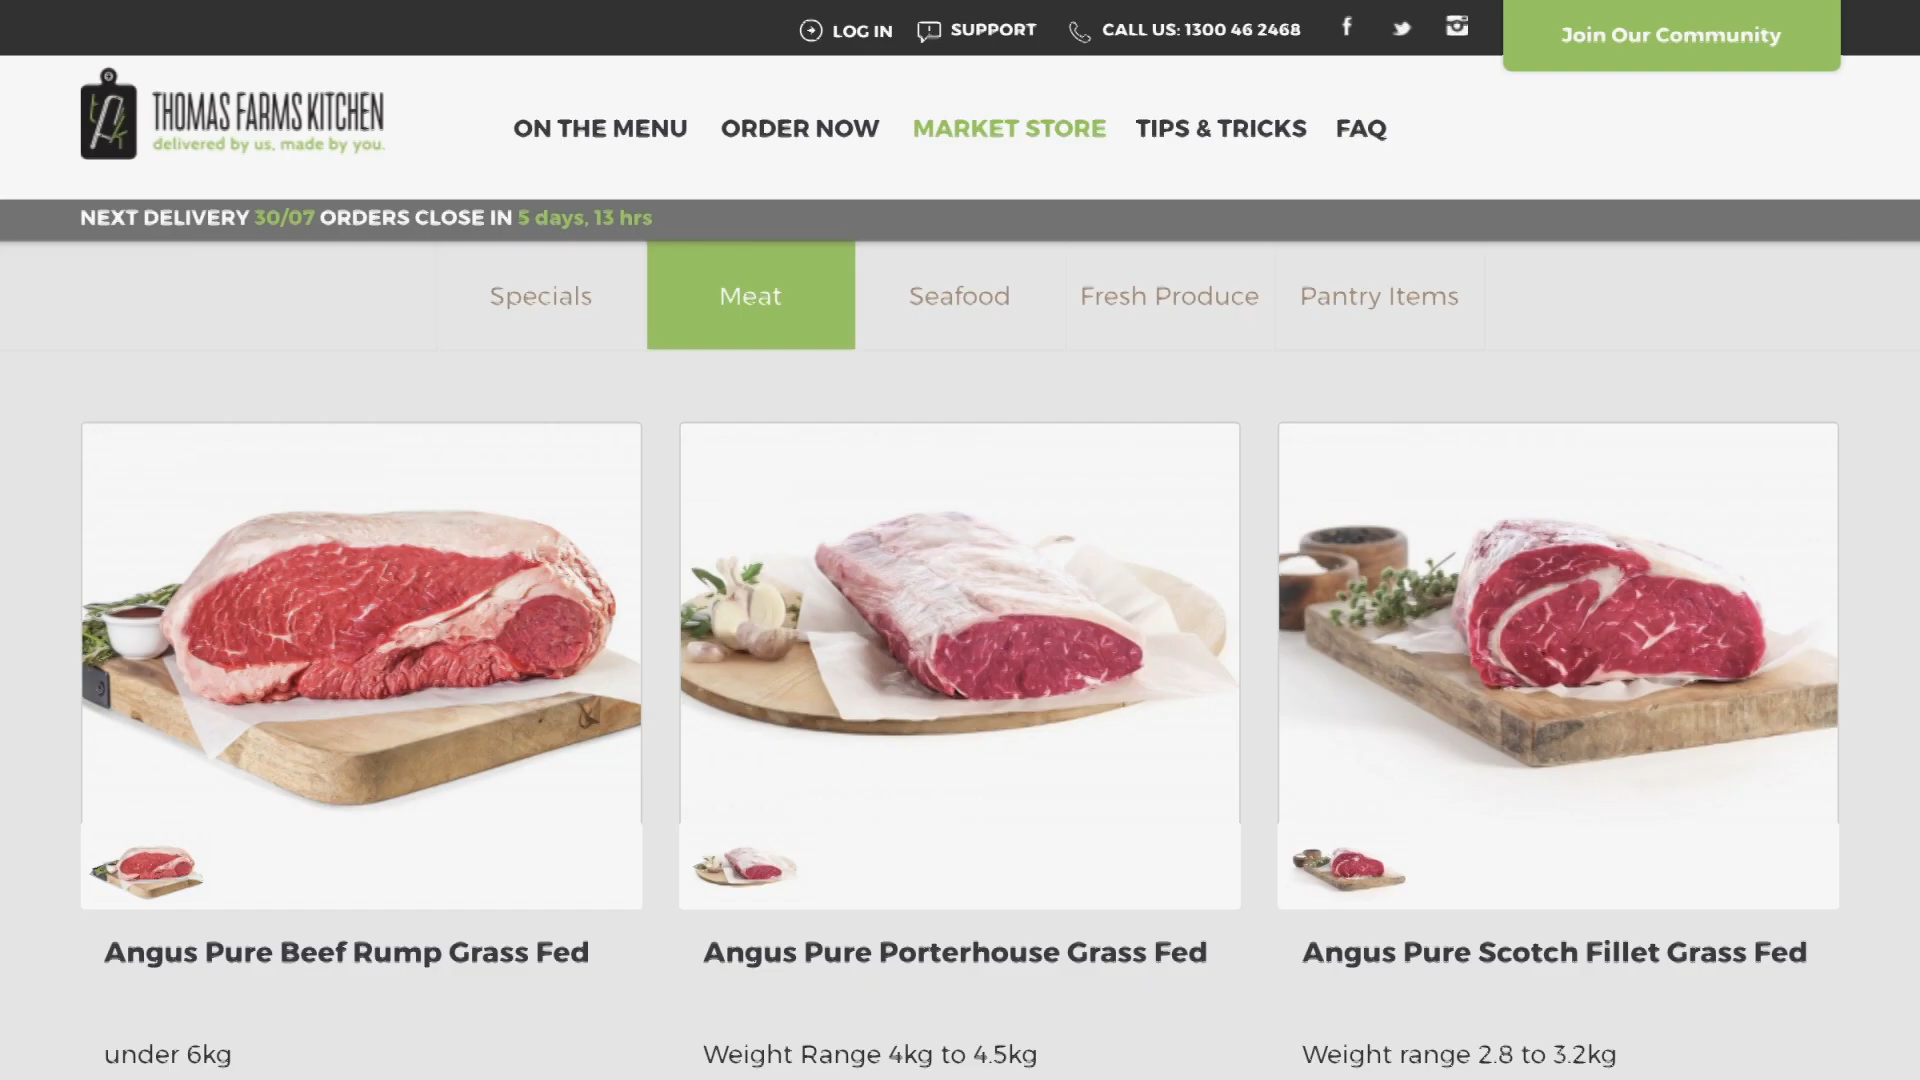 LOG IN
SUPPORT
CALL US: 1300 46 2468
Join Our Community
THOMAS FARMS KITCHEN
delivered by us, made by you.
ON THE MENU
ORDER NOW
MARKET STORE
TIPS & TRICKS
FAQ
NEXT DELIVERY 30/07 ORDERS CLOSE IN 5 days, 13 hrs
Specials
Meat
Seafood
Fresh Produce
Pantry Items
Angus Pure Beef Rump Grass Fed
under 6kg
Angus Pure Porterhouse Grass Fed
Weight Range 4kg to 4.5kg
Angus Pure Scotch Fillet Grass Fed
Weight range 2.8 to 3.2kg